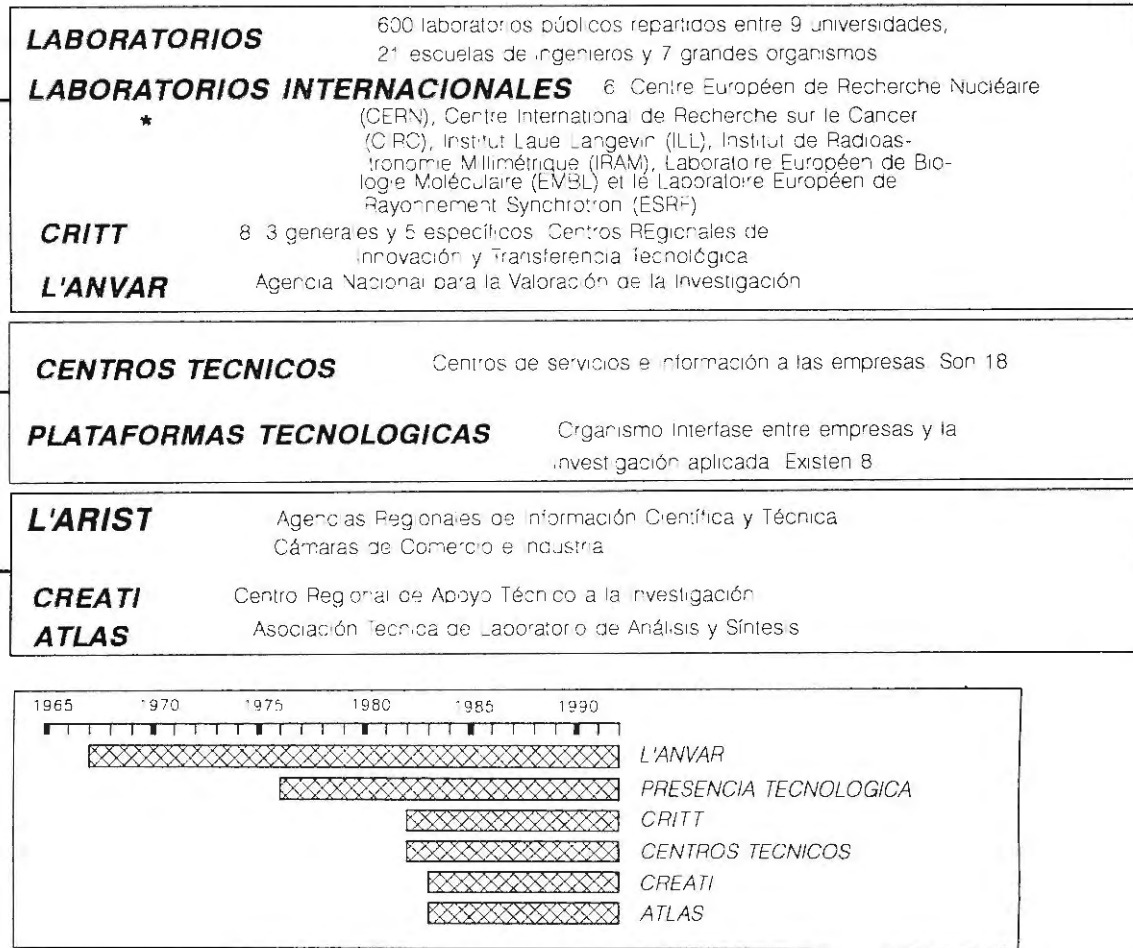 LABORATORIOS 600 laboratorios públicos repartidos entre 9 universidades,
21 escuelas de ingenieros y 7 grandes organismos
LABORATORIOS INTERNACIONALES 6 Centre Européen de Recherche Nucléaire
* (CERN), Centre International de Recherche sur le Cancer
(CIRC), Institut Laue Langevin (ILL), Institut de Radioas-
tronomie Millimétrique (IRAM), Laboratoire Européen de Bio-
logie Moléculaire (EMBL) et le Laboratoire Européen de
Rayonnement Synchrotron (ESRF)
CRITT 8 3 generales y 5 específicos Centros REgionales de
Innovación y Transferencia Tecnológica
L'ANVAR Agencia Nacional para la Valoración de la Investigación
CENTROS TECNICOS Centros de servicios e información a las empresas Son 18
PLATAFORMAS TECNOLOGICAS Organismo Interfase entre empresas y la
investigación aplicada Existen 8
L'ARIST Agencias Regionales de Información Científica y Técnica
Cámaras de Comercio e Industria
CREATI Centro Regional de Apoyo Técnico a la Investigación
ATLAS Asociación Tecnica de Laboratorio de Análisis y Síntesis
1965 1970 1975 1980 1985 1990
L'ANVAR
PRESENCIA TECNOLOGICA
CRITT
CENTROS TECNICOS
CREATI
ATLAS